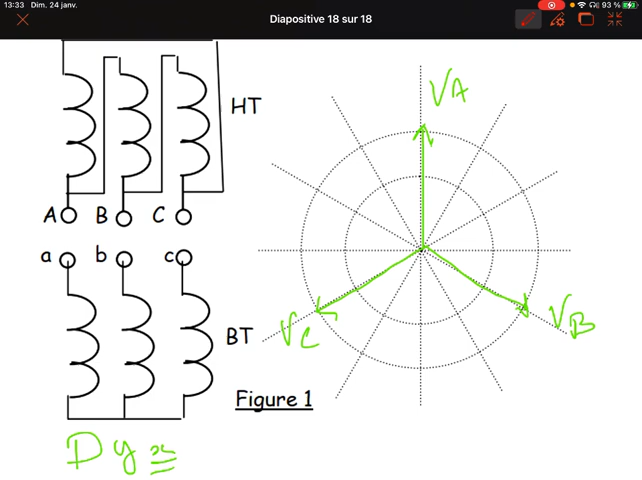 13:33 Dim. 24 janv. 93 %
Diapositive 18 sur 18
HT
VA
A B C
a b c
BT
VC
VB
Figure 1
Dy